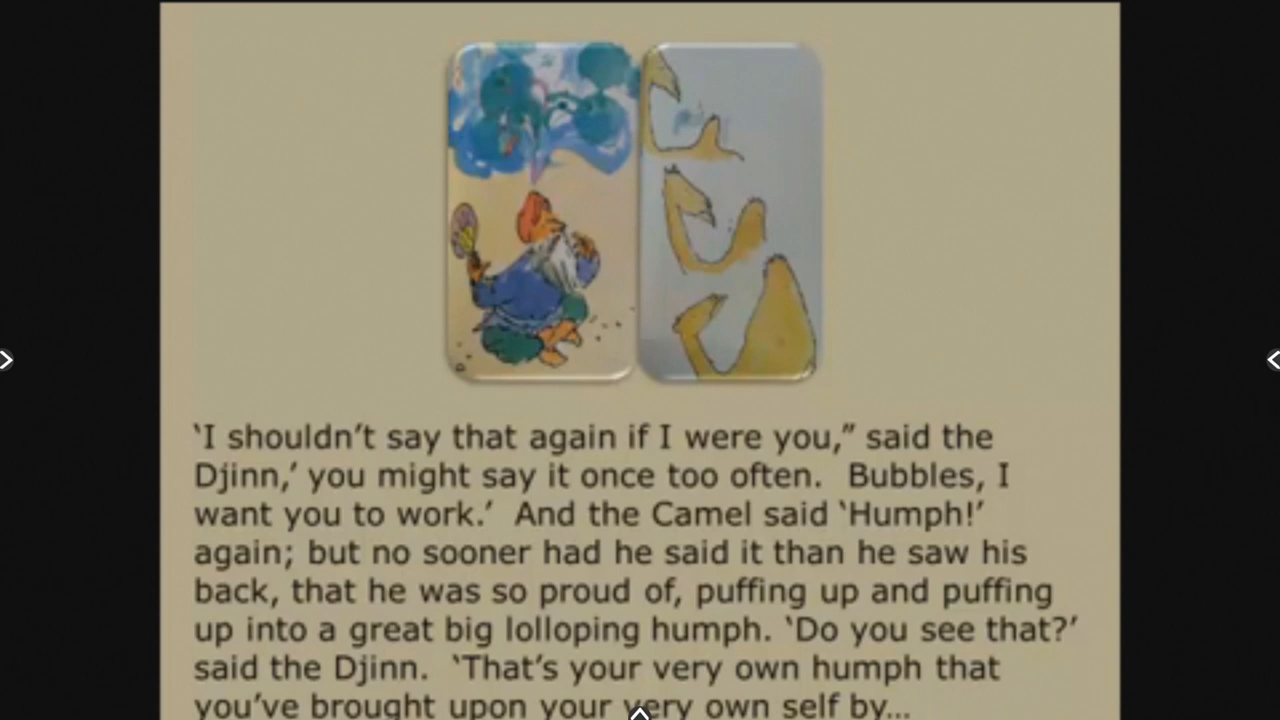 ‘I shouldn’t say that again if I were you,” said the
Djinn,’ you might say it once too often.  Bubbles, I
want you to work.’  And the Camel said ‘Humph!’
again; but no sooner had he said it than he saw his
back, that he was so proud of, puffing up and puffing
up into a great big lolloping humph. ‘Do you see that?’
said the Djinn.  ‘That’s your very own humph that
you’ve brought upon your very own self by…